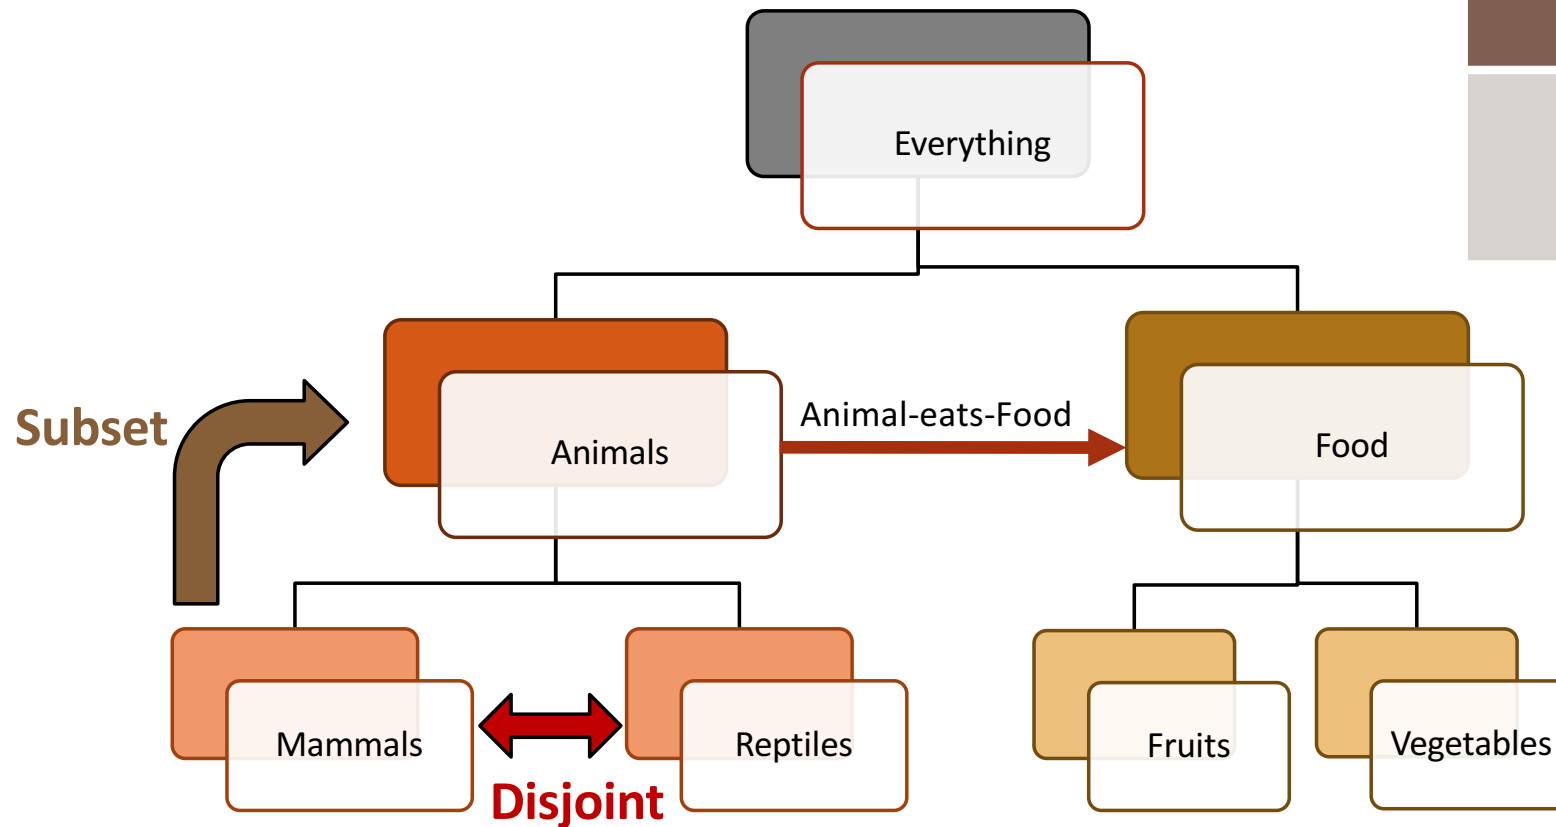 Everything
Animal-eats-Food
Subset
Animals
Food
Mammals
Reptiles
Fruits
Vegetables
Disjoint